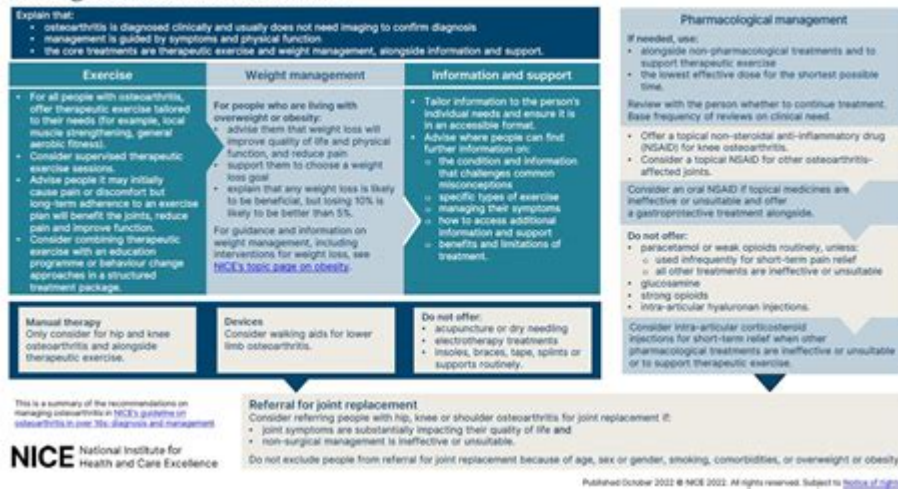 Explain that:
• osteoarthritis is diagnosed clinically and usually does not need imaging to confirm diagnosis
• management is guided by symptoms and physical function
• the core treatments are therapeutic exercise and weight management, alongside information and support.
Exercise
• For all people with osteoarthritis,
offer therapeutic exercise tailored
to their needs (for example, local
muscle strengthening, general
aerobic fitness).
• Consider supervised therapeutic
exercise sessions.
• Advise people it may initially
cause pain or discomfort but
long-term adherence to an exercise
plan will benefit the joints, reduce
pain and improve function.
• Consider combining therapeutic
exercise with an education
programme or behaviour change
approaches in a structured
treatment package.
Weight management
For people who are living with
overweight or obesity:
• advise them that weight loss will
improve quality of life and physical
function, and reduce pain
• support them to choose a weight
loss goal
• explain that any weight loss is likely
to be beneficial, but losing 10% is
likely to be better than 5%.
For guidance and information on
weight management, including
interventions for weight loss, see
NICE's topic page on obesity.
Information and support
• Tailor information to the person's
individual needs and ensure it is
in an accessible format.
• Advise where people can find
further information on:
o the condition and information
that challenges common
misconceptions
o specific types of exercise
o managing their symptoms
o how to access additional
information and support
o benefits and limitations of
treatment.
Manual therapy
Only consider for hip and knee
osteoarthritis and alongside
therapeutic exercise.
Devices
Consider walking aids for lower
limb osteoarthritis.
Do not offer:
• acupuncture or dry needling
• electrotherapy treatments
• insoles, braces, tape, splints or
supports routinely.
Pharmacological management
If needed, use:
• alongside non-pharmacological treatments and to
support therapeutic exercise
• the lowest effective dose for the shortest possible
time.
Review with the person whether to continue treatment.
Base frequency of reviews on clinical need.
• Offer a topical non-steroidal anti-inflammatory drug
(NSAID) for knee osteoarthritis.
• Consider a topical NSAID for other osteoarthritis-
affected joints.
Consider an oral NSAID if topical medicines are
ineffective or unsuitable and offer
a gastroprotective treatment alongside.
Do not offer:
• paracetamol or weak opioids routinely, unless:
o used infrequently for short-term pain relief
o all other treatments are ineffective or unsuitable
• glucosamine
• strong opioids
• intra-articular hyaluronan injections.
Consider intra-articular corticosteroid
injections for short-term relief when other
pharmacological treatments are ineffective or unsuitable
or to support therapeutic exercise.
This is a summary of the recommendations on
managing osteoarthritis in NICE's guideline on
osteoarthritis in over 16s: diagnosis and management
NICE National Institute for
Health and Care Excellence
Referral for joint replacement
Consider referring people with hip, knee or shoulder osteoarthritis for joint replacement if:
• joint symptoms are substantially impacting their quality of life and
• non-surgical management is ineffective or unsuitable.
Do not exclude people from referral for joint replacement because of age, sex or gender, smoking, comorbidities, or overweight or obesity
Published October 2022 © NICE 2022. All rights reserved. Subject to Notice of rights